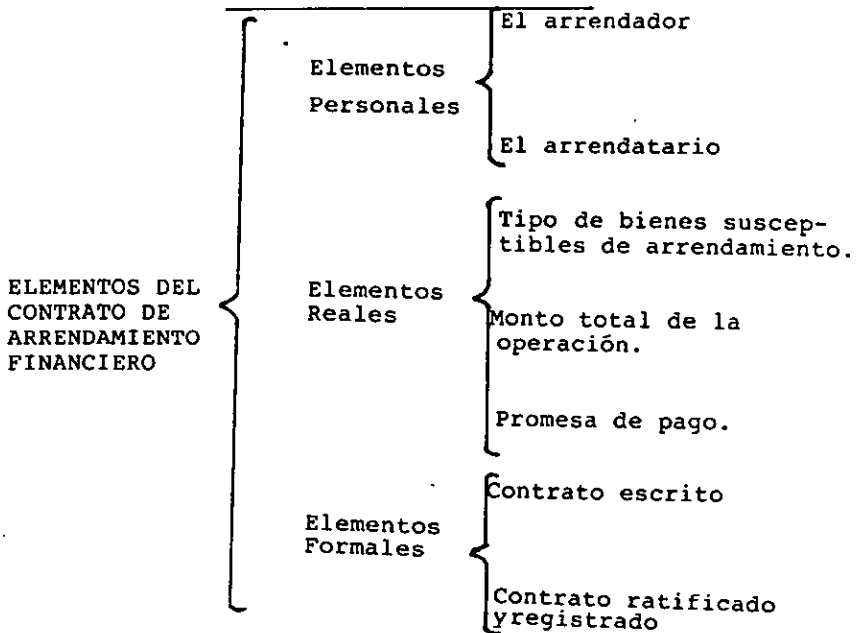 El arrendador
Elementos
Personales
El arrendatario
Tipo de bienes suscep-
tibles de arrendamiento.
ELEMENTOS DEL
CONTRATO DE
ARRENDAMIENTO
FINANCIERO
Elementos
Reales
Monto total de la
operación.
Promesa de pago.
Contrato escrito
Elementos
Formales
Contrato ratificado
yregistrado